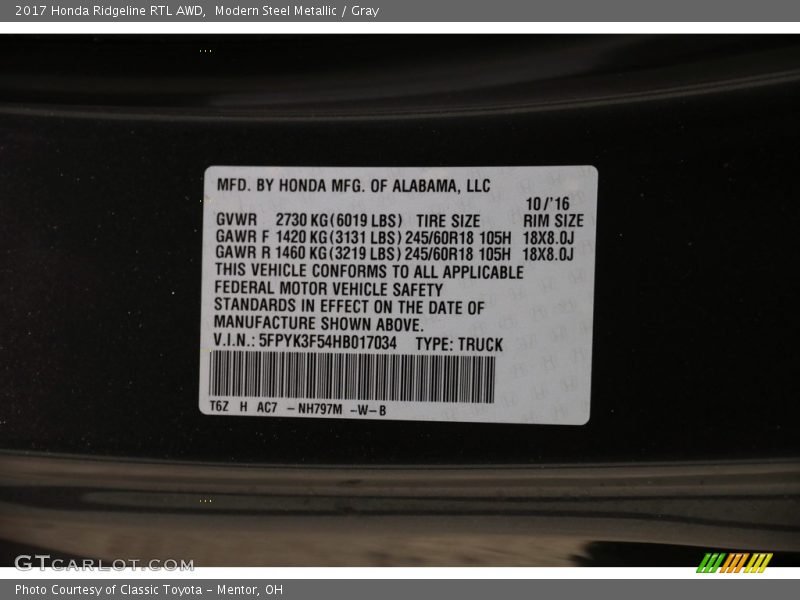 2017 Honda Ridgeline RTL AWD,  Modern Steel Metallic / Gray
MFD. BY HONDA MFG. OF ALABAMA, LLC
10/'16
GVWR 2730 KG(6019 LBS) TIRE SIZE RIM SIZE
GAWR F 1420 KG(3131 LBS) 245/60R18 105H 18X8.0J
GAWR R 1460 KG(3219 LBS) 245/60R18 105H 18X8.0J
THIS VEHICLE CONFORMS TO ALL APPLICABLE
FEDERAL MOTOR VEHICLE SAFETY
STANDARDS IN EFFECT ON THE DATE OF
MANUFACTURE SHOWN ABOVE.
V.I.N.: 5FPYK3F54HB017034 TYPE: TRUCK
T6Z H AC7 -NH797M -W-B
GTCarLot.com
Photo Courtesy of Classic Toyota - Mentor, OH